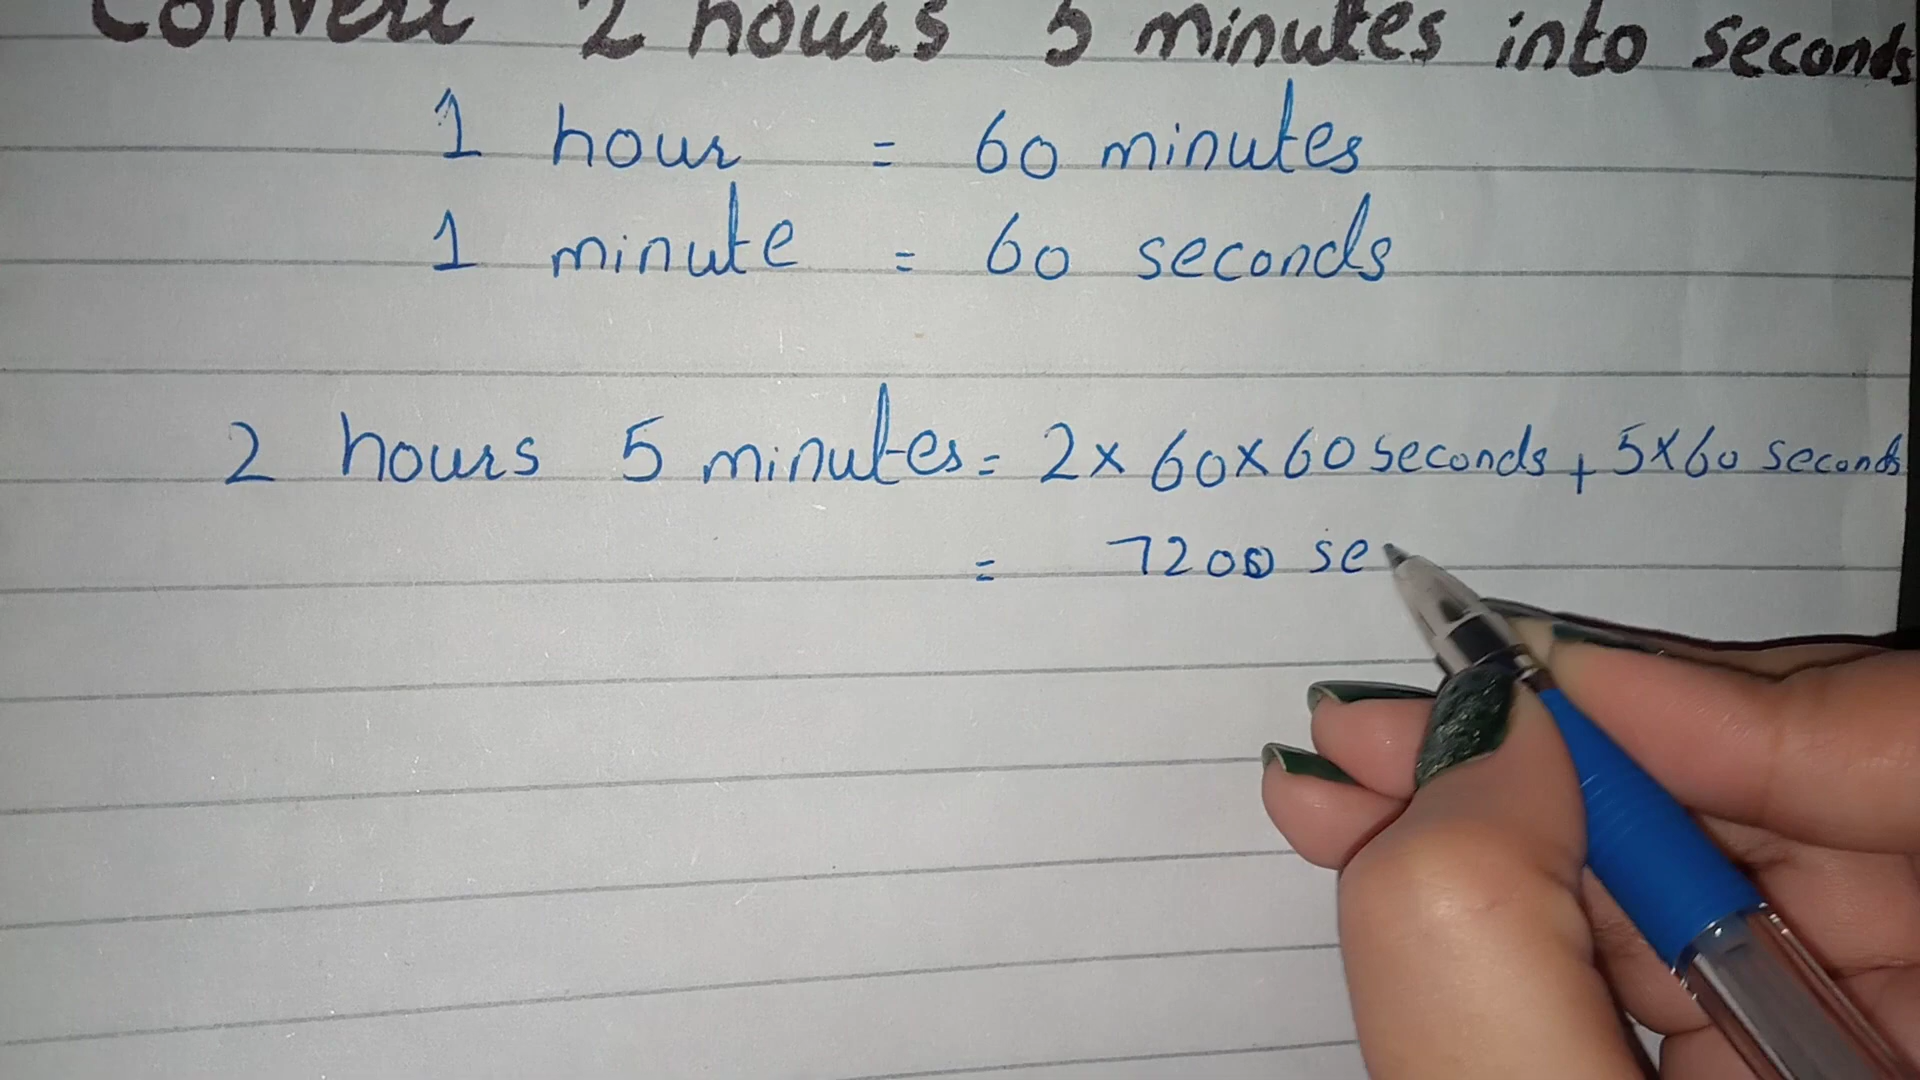 Convert 2 hours 5 minutes into seconds
1 hour = 60 minutes
1 minute = 60 seconds
2 hours 5 minutes = 2 x 60 x 60 seconds + 5 x 60 seconds
= 7200 se